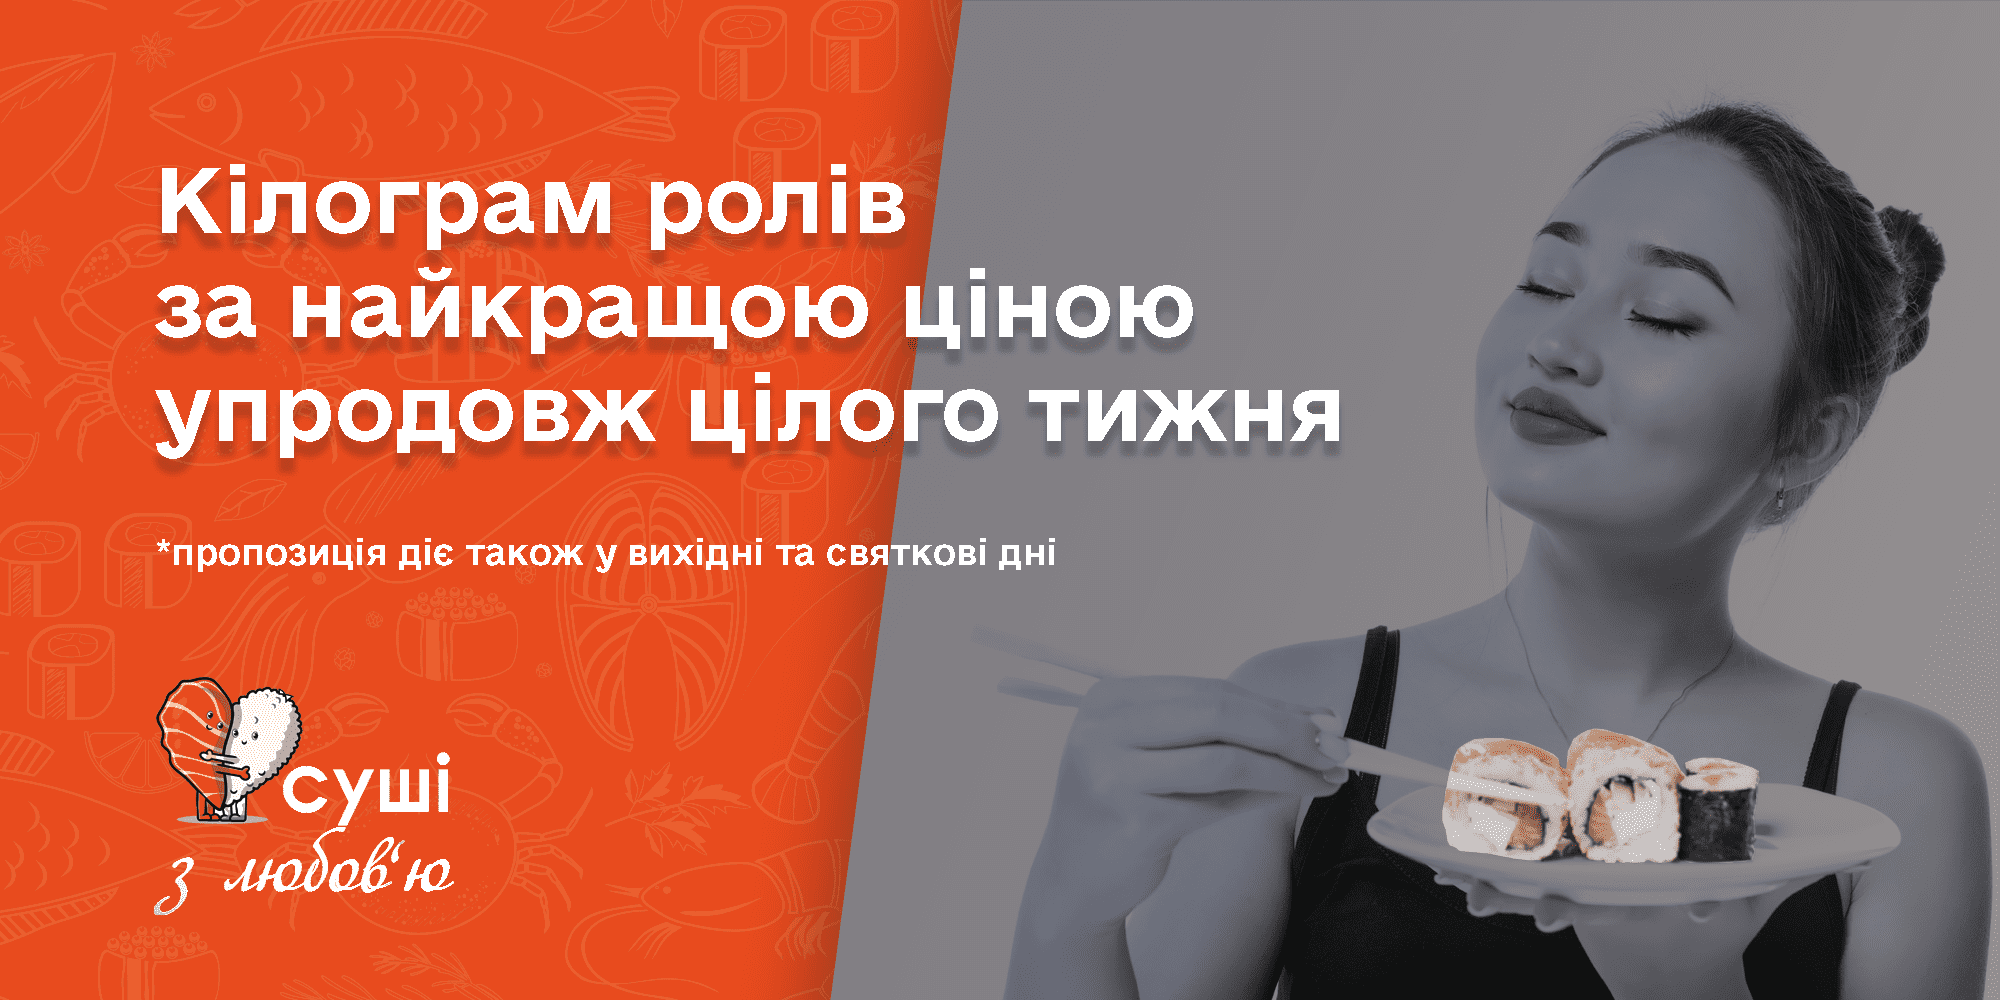 Кілограм ролів
за найкращою ціною
упродовж цілого тижня
*пропозиція діє також у вихідні та святкові дні
суші
з любов'ю